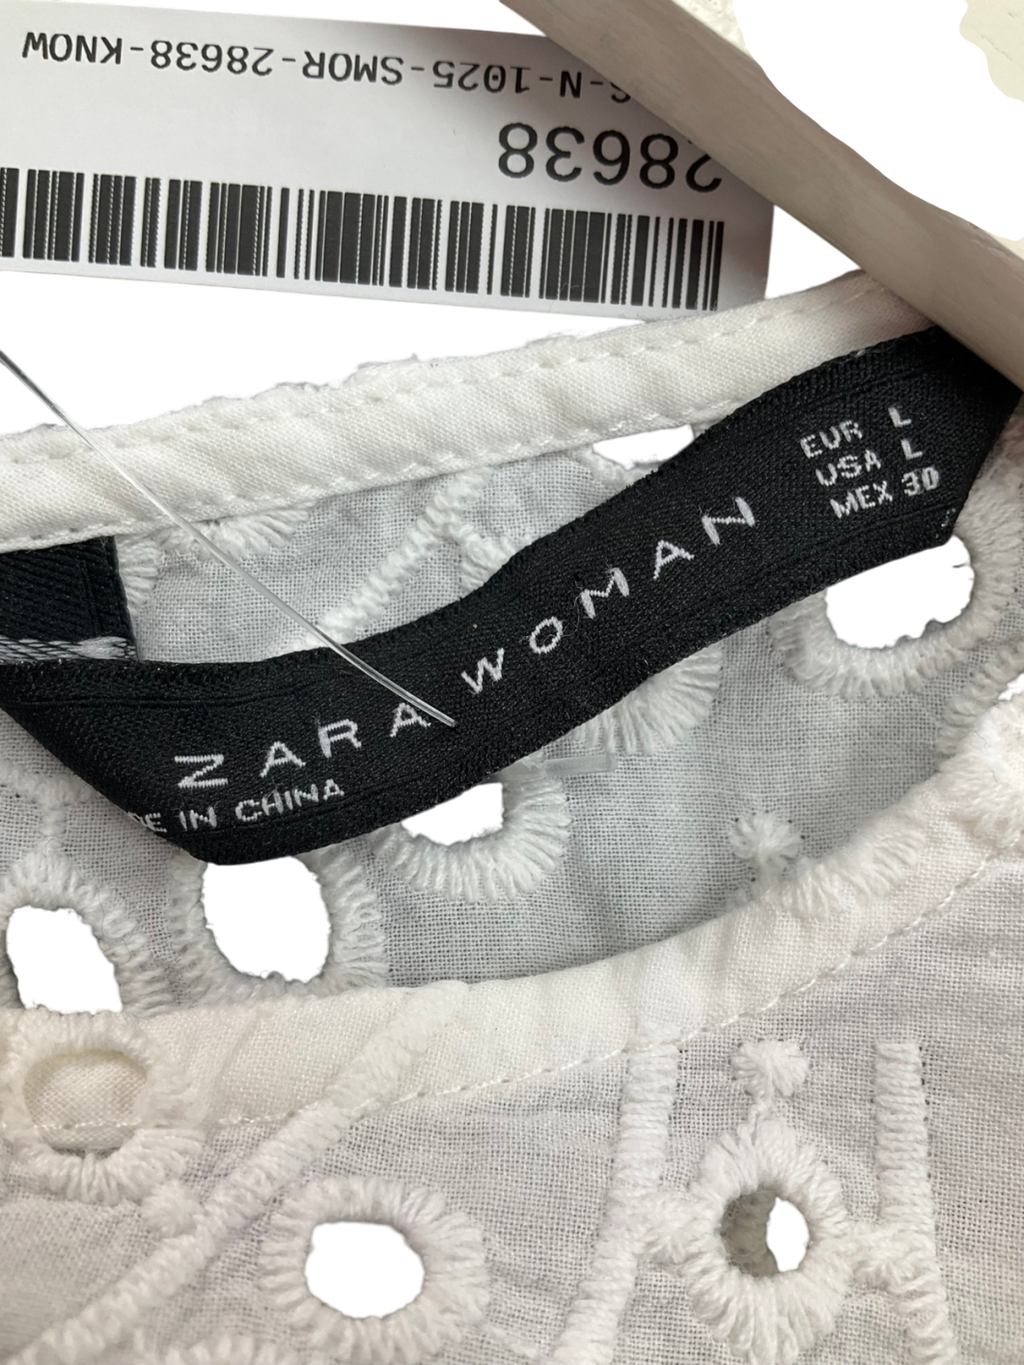 -N-1025-SMOR-28638-KNOW
28638
EUR L
USA L
MEX 30
ZARA WOMAN
IN CHINA